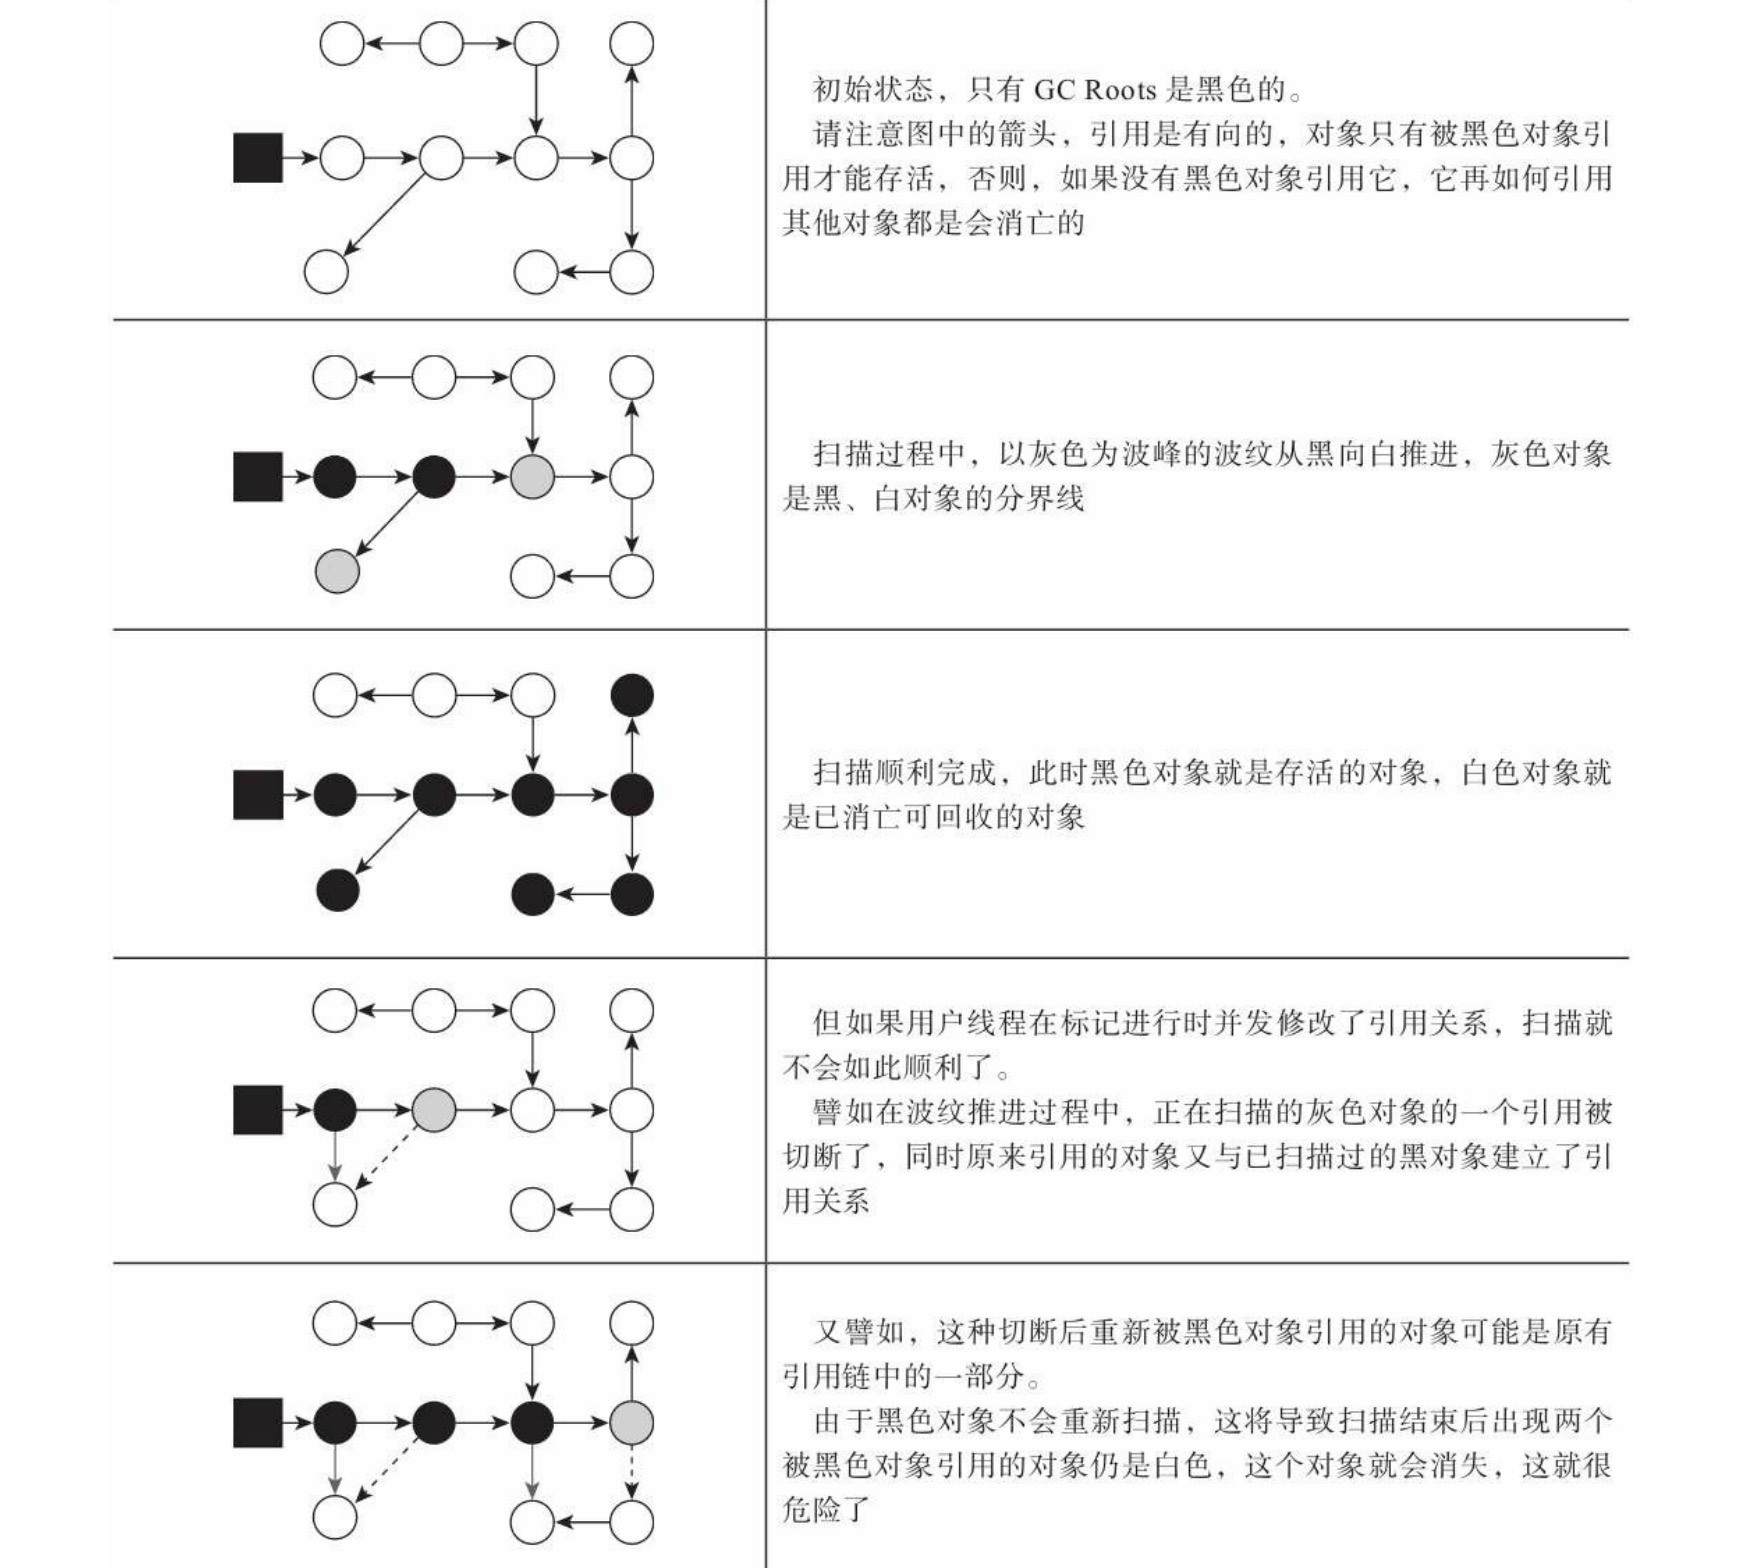 初始状态，只有 GC Roots 是黑色的。
请注意图中的箭头，引用是有向的，对象只有被黑色对象引
用才能存活，否则，如果没有黑色对象引用它，它再如何引用
其他对象都是会消亡的
扫描过程中，以灰色为波峰的波纹从黑向白推进，灰色对象
是黑、白对象的分界线
扫描顺利完成，此时黑色对象就是存活的对象，白色对象就
是已消亡可回收的对象
但如果用户线程在标记进行时并发修改了引用关系，扫描就
不会如此顺利了。
譬如在波纹推进过程中，正在扫描的灰色对象的一个引用被
切断了，同时原来引用的对象又与已扫描过的黑对象建立了引
用关系
又譬如，这种切断后重新被黑色对象引用的对象可能是原有
引用链中的一部分。
由于黑色对象不会重新扫描，这将导致扫描结束后出现两个
被黑色对象引用的对象仍是白色，这个对象就会消失，这就很
危险了